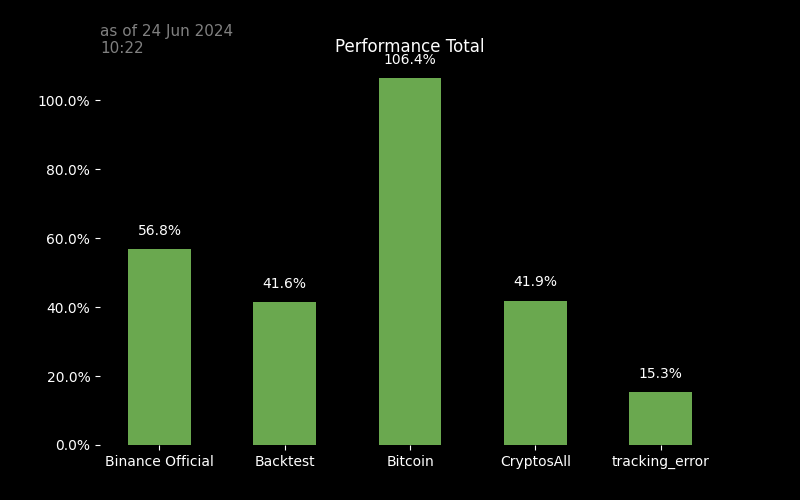 as of 24 Jun 2024
10:22
Performance Total
106.4%
100.0%
80.0%
60.0%
40.0%
20.0%
0.0%
56.8%
41.6%
41.9%
15.3%
Binance Official
Backtest
Bitcoin
CryptosAll
tracking_error